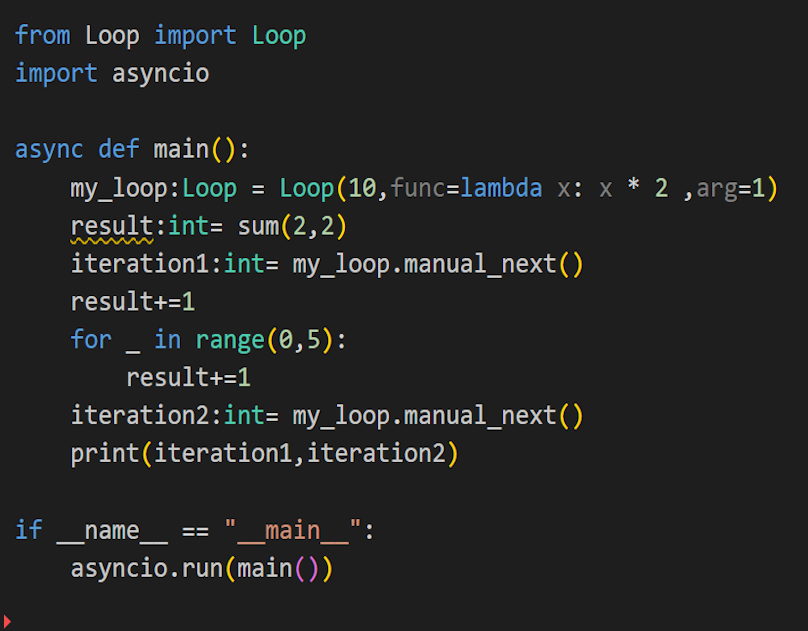 from Loop import Loop
import asyncio
async def main():
    my_loop:Loop = Loop(10,func=lambda x: x * 2 ,arg=1)
    result:int= sum(2,2)
    iteration1:int= my_loop.manual_next()
    result+=1
    for _ in range(0,5):
        result+=1
    iteration2:int= my_loop.manual_next()
    print(iteration1,iteration2)
if __name__ == "__main__":
    asyncio.run(main())